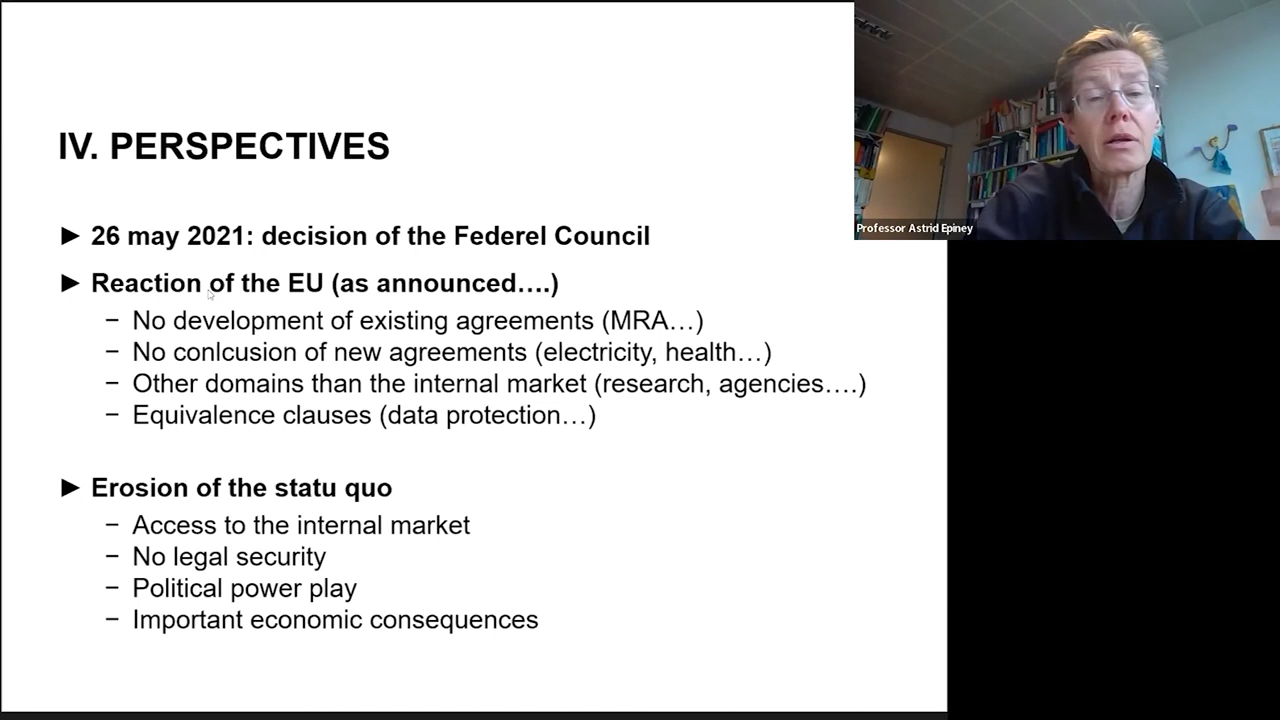 IV. PERSPECTIVES
► 26 may 2021: decision of the Federel Council
► Reaction of the EU (as announced….)
− No development of existing agreements (MRA…)
− No conlcusion of new agreements (electricity, health…)
− Other domains than the internal market (research, agencies….)
− Equivalence clauses (data protection…)
► Erosion of the statu quo
− Access to the internal market
− No legal security
− Political power play
− Important economic consequences
Professor Astrid Epiney